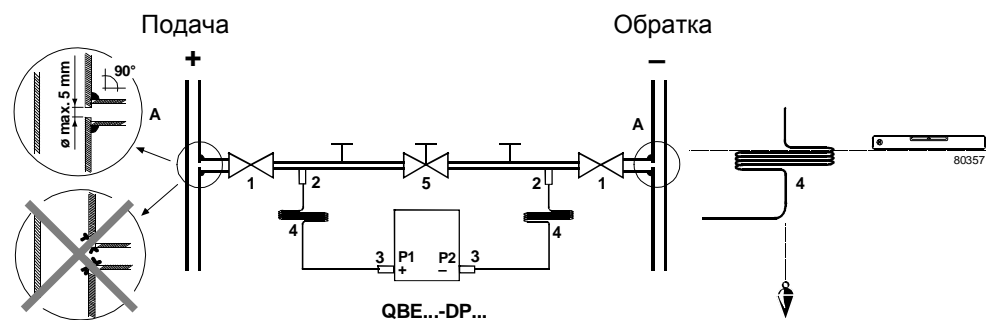 Подача Обратка
+ −
90°
ø max. 5 mm
A A
1 2 5 2 1
4 4
3 P1 P2 3
+ −
QBE...-DP...
4
80357